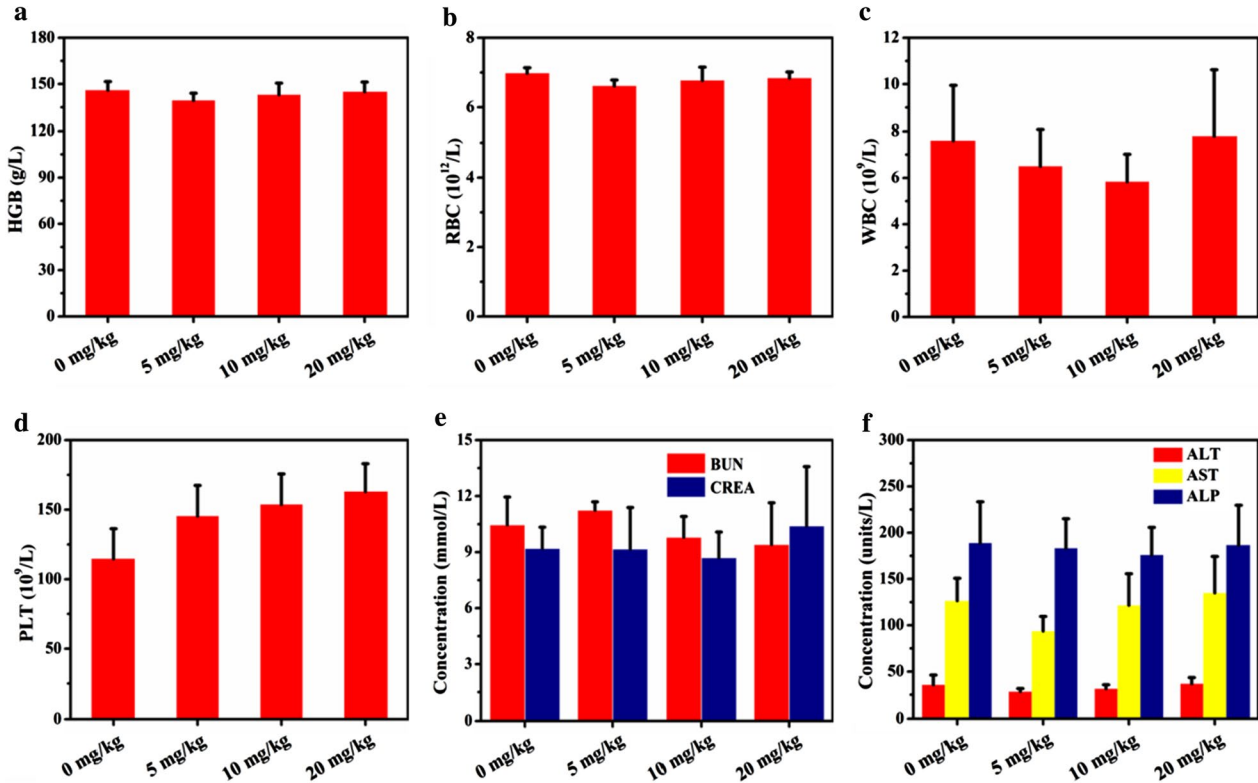 a
180
150
120
90
60
30
0
HGB (g/L)
0 mg/kg
5 mg/kg
10 mg/kg
20 mg/kg
b
8
6
4
2
0
RBC (10¹²/L)
0 mg/kg
5 mg/kg
10 mg/kg
20 mg/kg
c
12
10
8
6
4
2
0
WBC (10⁹/L)
0 mg/kg
5 mg/kg
10 mg/kg
20 mg/kg
d
200
150
100
50
0
PLT (10⁹/L)
0 mg/kg
5 mg/kg
10 mg/kg
20 mg/kg
e
15
12
9
6
3
0
Concentration (mmol/L)
BUN
CREA
0 mg/kg
5 mg/kg
10 mg/kg
20 mg/kg
f
300
250
200
150
100
50
0
Concentration (units/L)
ALT
AST
ALP
0 mg/kg
5 mg/kg
10 mg/kg
20 mg/kg